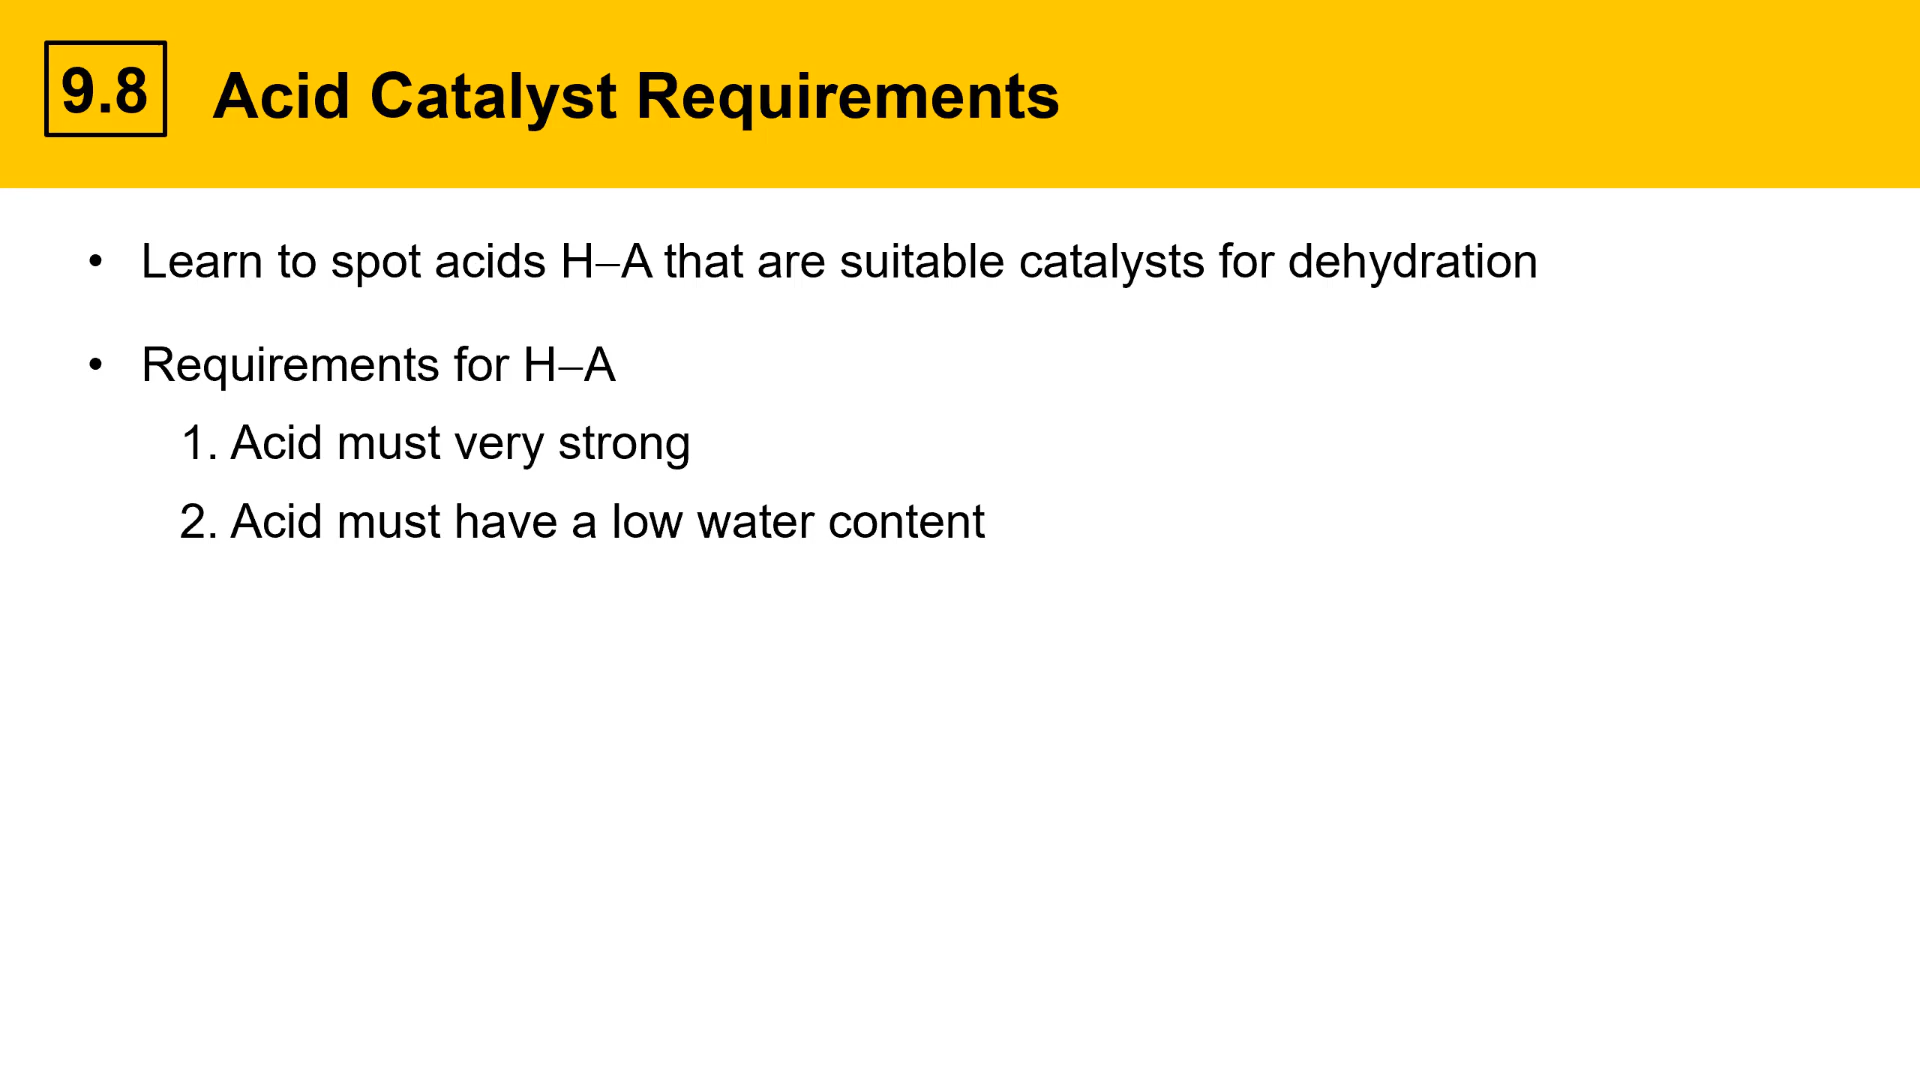 9.8 Acid Catalyst Requirements
• Learn to spot acids H–A that are suitable catalysts for dehydration
• Requirements for H–A
1. Acid must very strong
2. Acid must have a low water content